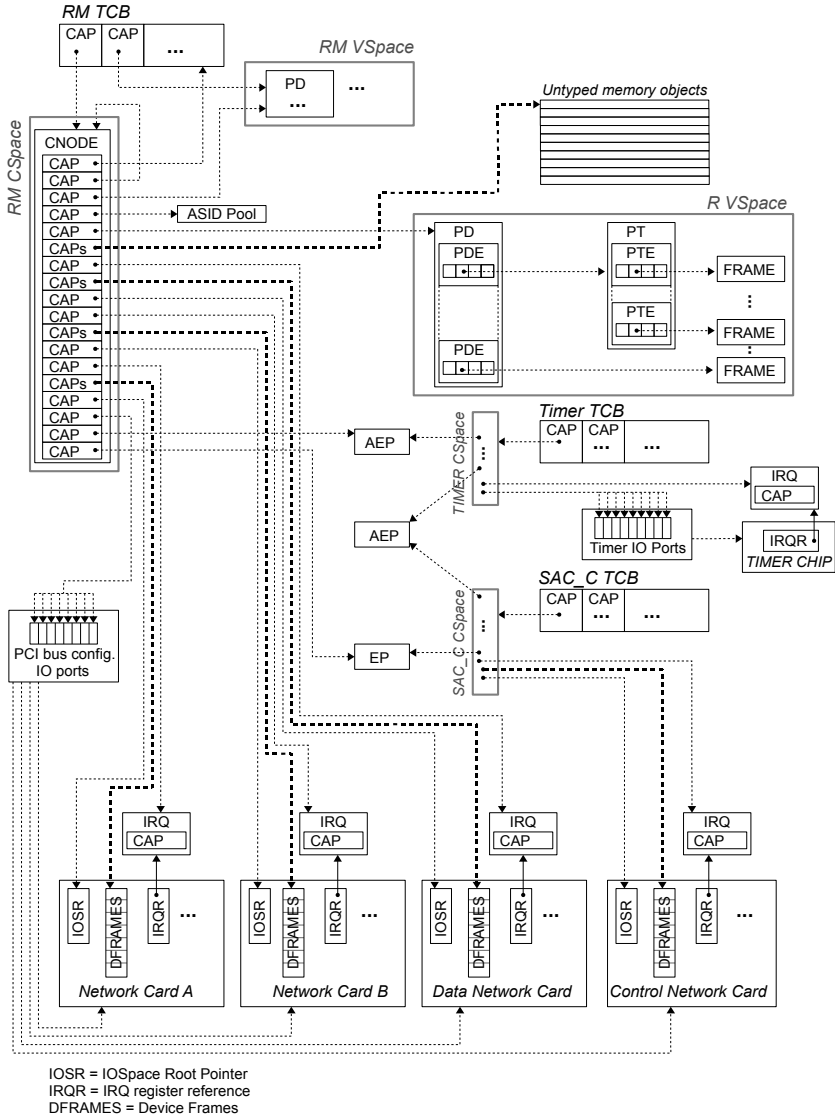 RM TCB
CAP CAP ...
RM VSpace
PD
...
...
Untyped memory objects
RM CSpace
CNODE
CAP
CAP
CAP
CAP
CAP
CAPs
CAP
CAPs
CAP
CAP
CAPs
CAP
CAP
CAPs
CAP
CAP
CAP
CAP
ASID Pool
R VSpace
PD
PDE
PDE
PT
PTE
PTE
FRAME
...
FRAME
...
FRAME
AEP
AEP
EP
TIMER CSpace
...
Timer TCB
CAP CAP
... ...
IRQ
CAP
Timer IO Ports
IRQR
TIMER CHIP
SAC_C CSpace
...
SAC_C TCB
CAP CAP
... ...
PCI bus config.
IO ports
IRQ
CAP
IOSR
DFRAMES
IRQR
...
Network Card A
IRQ
CAP
IOSR
DFRAMES
IRQR
...
Network Card B
IRQ
CAP
IOSR
DFRAMES
IRQR
...
Data Network Card
IRQ
CAP
IOSR
DFRAMES
IRQR
...
Control Network Card
IOSR = IOSpace Root Pointer
IRQR = IRQ register reference
DFRAMES = Device Frames